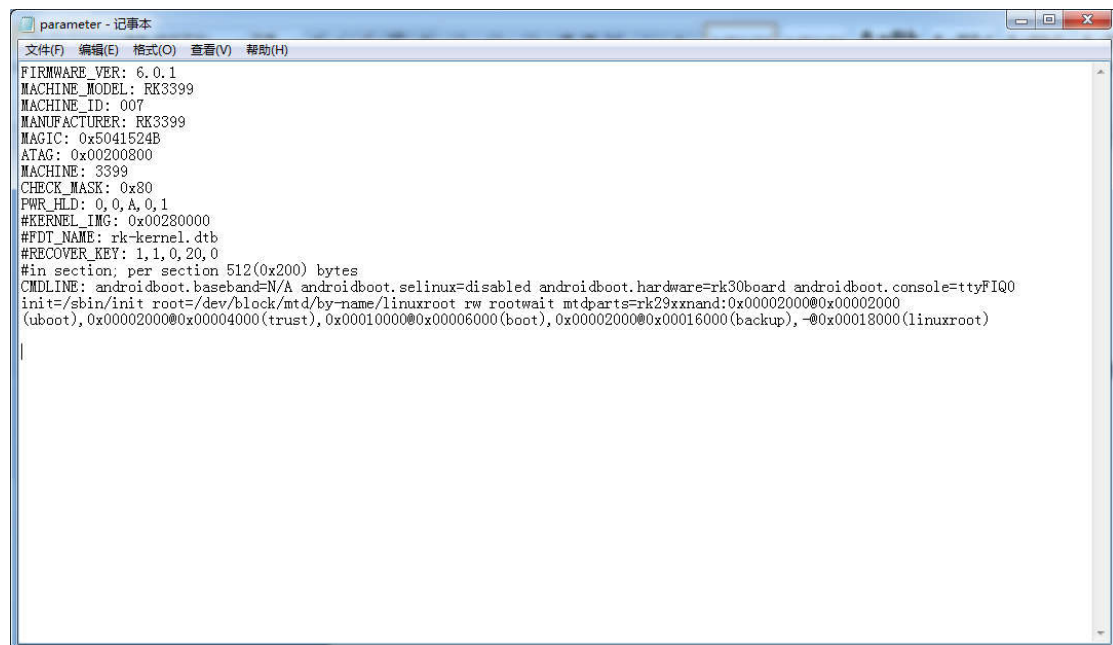 parameter - 记事本
文件(F) 编辑(E) 格式(O) 查看(V) 帮助(H)
FIRMWARE_VER: 6.0.1
MACHINE_MODEL: RK3399
MACHINE_ID: 007
MANUFACTURER: RK3399
MAGIC: 0x5041524B
ATAG: 0x00200800
MACHINE: 3399
CHECK_MASK: 0x80
PWR_HLD: 0,0,A,0,1
#KERNEL_IMG: 0x00280000
#FDT_NAME: rk-kernel.dtb
#RECOVER_KEY: 1,1,0,20,0
#in section; per section 512(0x200) bytes
CMDLINE: androidboot.baseband=N/A androidboot.selinux=disabled androidboot.hardware=rk30board androidboot.console=ttyFIQ0
init=/sbin/init root=/dev/block/mtd/by-name/linuxroot rw rootwait mtdparts=rk29xxnand:0x00002000@0x00002000
(uboot),0x00002000@0x00004000(trust),0x00010000@0x00006000(boot),0x00002000@0x00016000(backup),-@0x00018000(linuxroot)